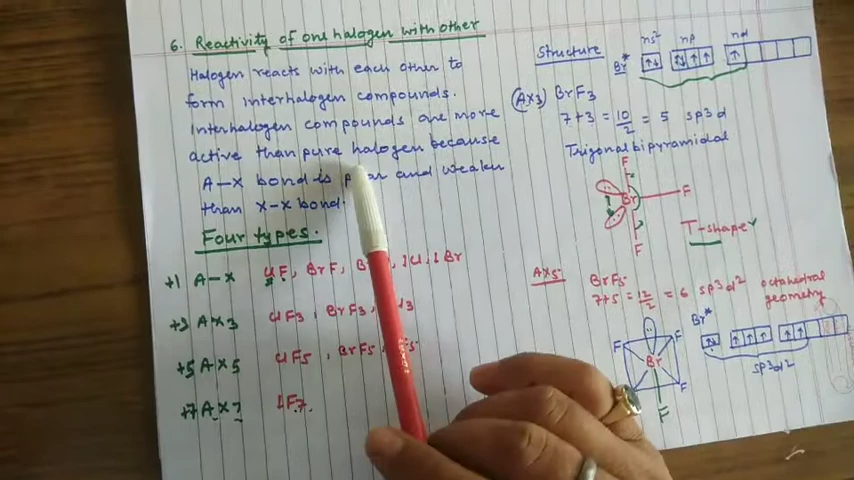 6. Reactivity of one halogen with other
Halogen reacts with each other to
form interhalogen compounds.
Interhalogen compounds are more
active than pure halogen because
A-X bond is and weaker
than X-X bond.
Four types.
+1 A-X ClF, BrF, IBr
+3 AX3 ClF3, BrF3,
+5 AX5 ClF5, BrF5,
+7 AX7 IF7.
Structure
Br*
ns² np nd
(AX3) BrF3
7+3 = 10/2 = 5 sp3d
Trigonal bipyramidal
F
Br F
F
T-shape
AX5 BrF5
7+5 = 12/2 = 6 sp3d² octahedral
geometry
Br*
sp3d²
F F
Br
F
F